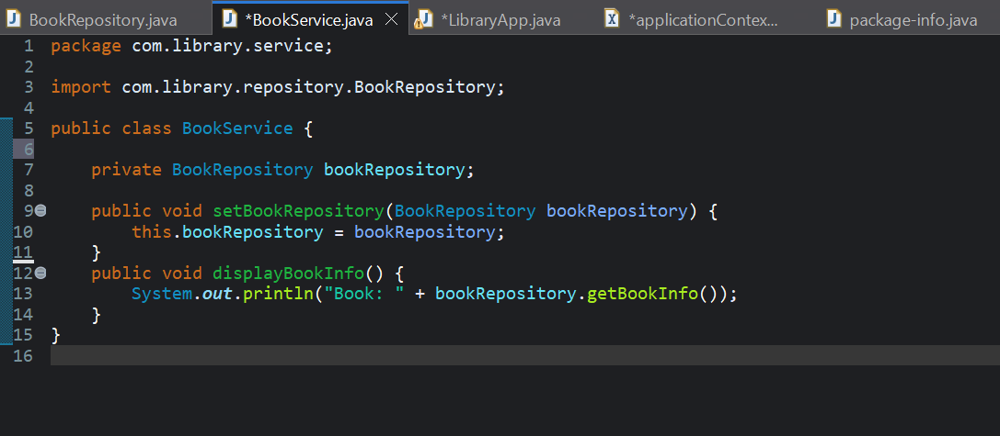 BookRepository.java *BookService.java *LibraryApp.java *applicationContex... package-info.java
1 package com.library.service;
2
3 import com.library.repository.BookRepository;
4
5 public class BookService {
6
7     private BookRepository bookRepository;
8
9     public void setBookRepository(BookRepository bookRepository) {
10         this.bookRepository = bookRepository;
11     }
12     public void displayBookInfo() {
13         System.out.println("Book: " + bookRepository.getBookInfo());
14     }
15 }
16